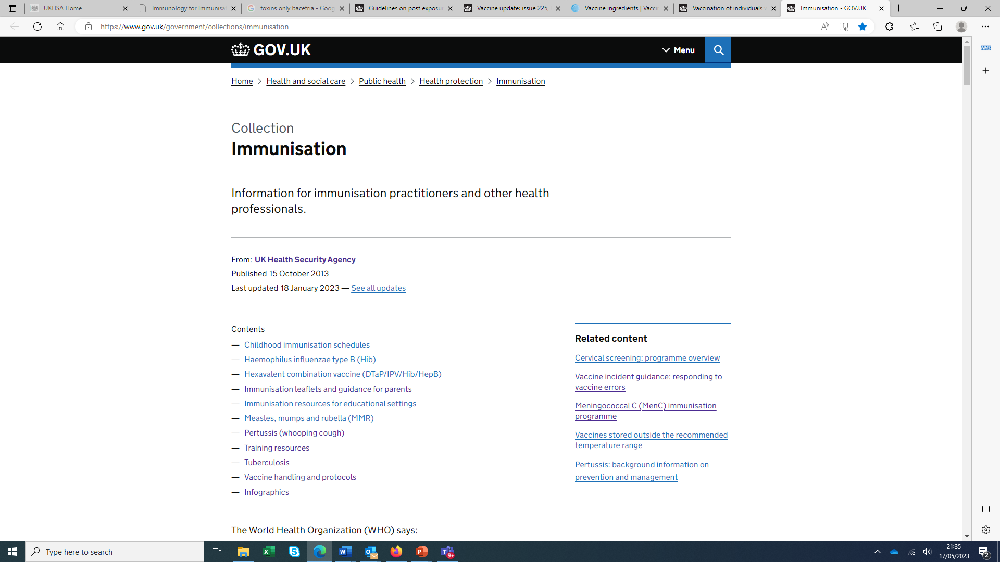 UKHSA Home
Immunology for Immunisa
toxins only bacetria - Goog
Guidelines on post exposu
Vaccine update: issue 225,
Vaccine ingredients | Vacci
Vaccination of individuals
Immunisation - GOV.UK
https://www.gov.uk/government/collections/immunisation
GOV.UK
Menu
NHS
Home > Health and social care > Public health > Health protection > Immunisation
Collection
Immunisation
Information for immunisation practitioners and other health
professionals.
From: UK Health Security Agency
Published 15 October 2013
Last updated 18 January 2023 — See all updates
Contents
— Childhood immunisation schedules
— Haemophilus influenzae type B (Hib)
— Hexavalent combination vaccine (DTaP/IPV/Hib/HepB)
— Immunisation leaflets and guidance for parents
— Immunisation resources for educational settings
— Measles, mumps and rubella (MMR)
— Pertussis (whooping cough)
— Training resources
— Tuberculosis
— Vaccine handling and protocols
— Infographics
Related content
Cervical screening: programme overview
Vaccine incident guidance: responding to
vaccine errors
Meningococcal C (MenC) immunisation
programme
Vaccines stored outside the recommended
temperature range
Pertussis: background information on
prevention and management
The World Health Organization (WHO) says:
Type here to search
9+
21:35
17/05/2023
2